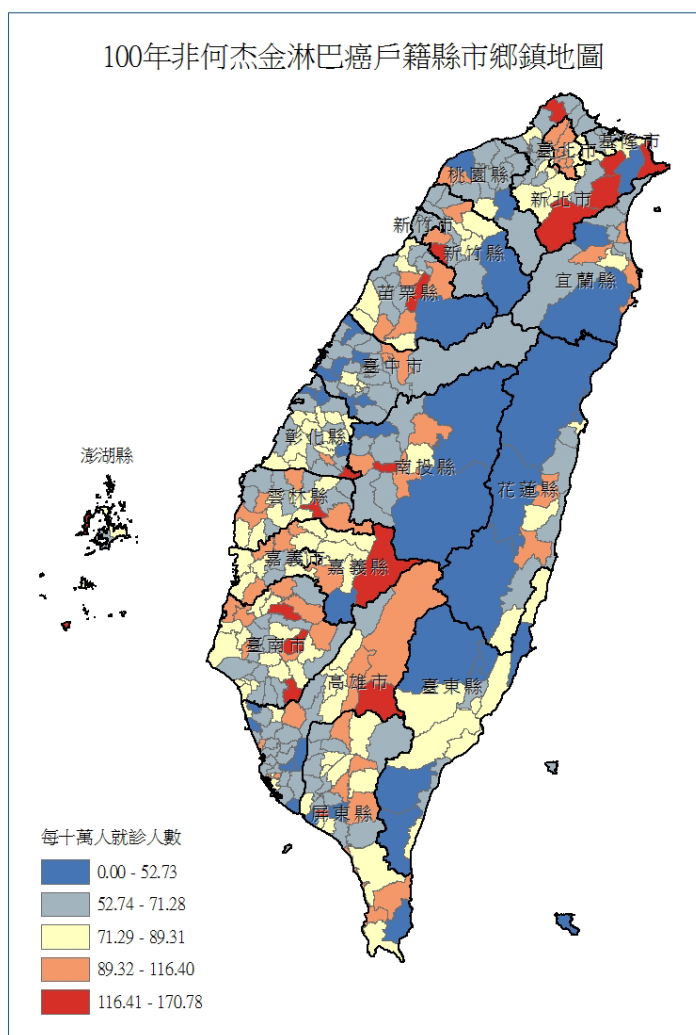 100年非何杰金淋巴癌戶籍縣市鄉鎮地圖
基隆市
臺北市
桃園縣
新北市
新竹市
新竹縣
宜蘭縣
苗栗縣
臺中市
彰化縣
澎湖縣
南投縣
花蓮縣
雲林縣
嘉義市
嘉義縣
臺南市
高雄市
臺東縣
屏東縣
每十萬人就診人數
0.00 - 52.73
52.74 - 71.28
71.29 - 89.31
89.32 - 116.40
116.41 - 170.78